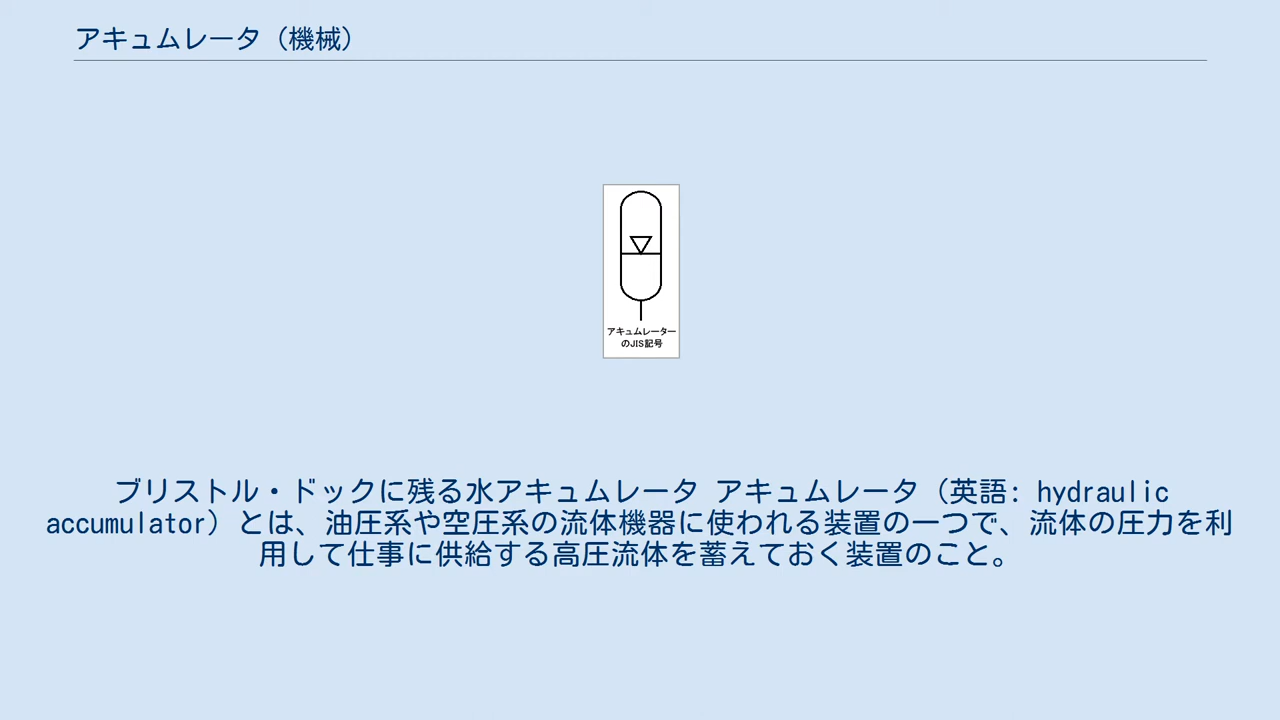 アキュムレータ（機械）
アキュムレーター
のJIS記号
ブリストル・ドックに残る水アキュムレータ アキュムレータ（英語: hydraulic
accumulator）とは、油圧系や空圧系の流体機器に使われる装置の一つで、流体の圧力を利
用して仕事に供給する高圧流体を蓄えておく装置のこと。